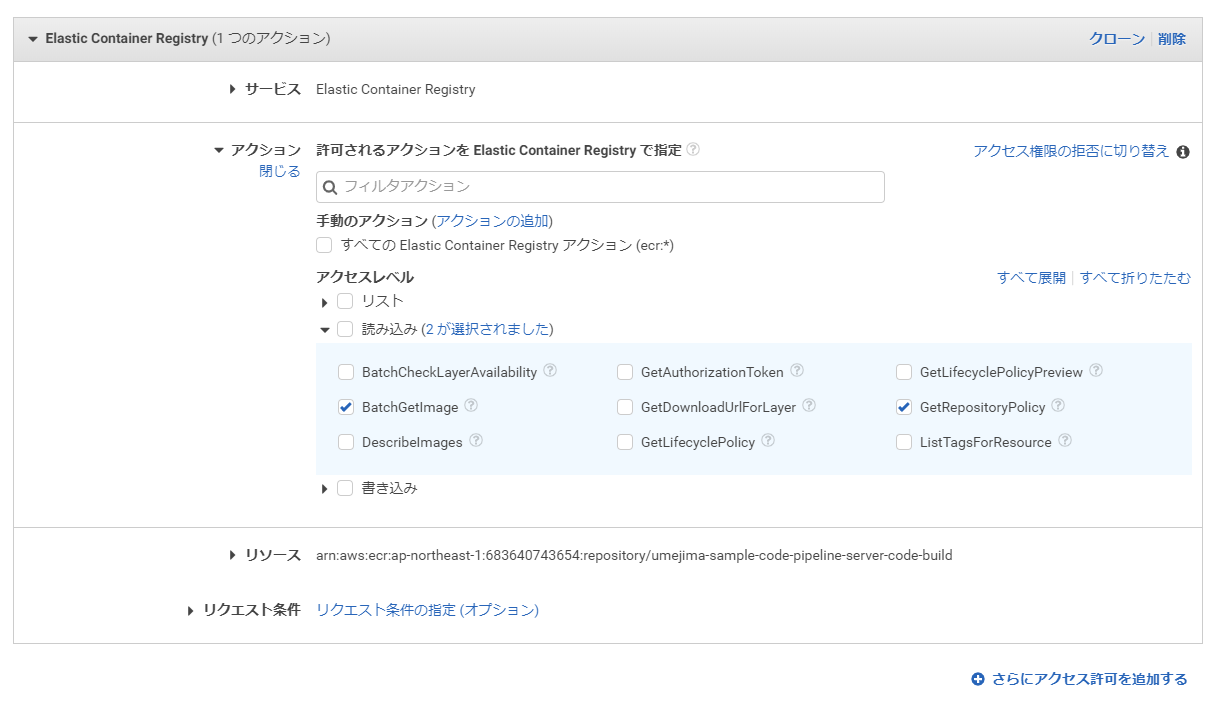 Elastic Container Registry (1 つのアクション) クローン 削除
サービス Elastic Container Registry
アクション 許可されるアクションを Elastic Container Registry で指定 アクセス権限の拒否に切り替え
閉じる
フィルタアクション
手動のアクション (アクションの追加)
すべての Elastic Container Registry アクション (ecr:*)
アクセスレベル すべて展開 すべて折りたたむ
リスト
読み込み (2 が選択されました)
BatchCheckLayerAvailability GetAuthorizationToken GetLifecyclePolicyPreview
BatchGetImage GetDownloadUrlForLayer GetRepositoryPolicy
DescribeImages GetLifecyclePolicy ListTagsForResource
書き込み
リソース arn:aws:ecr:ap-northeast-1:683640743654:repository/umejima-sample-code-pipeline-server-code-build
リクエスト条件 リクエスト条件の指定 (オプション)
さらにアクセス許可を追加する